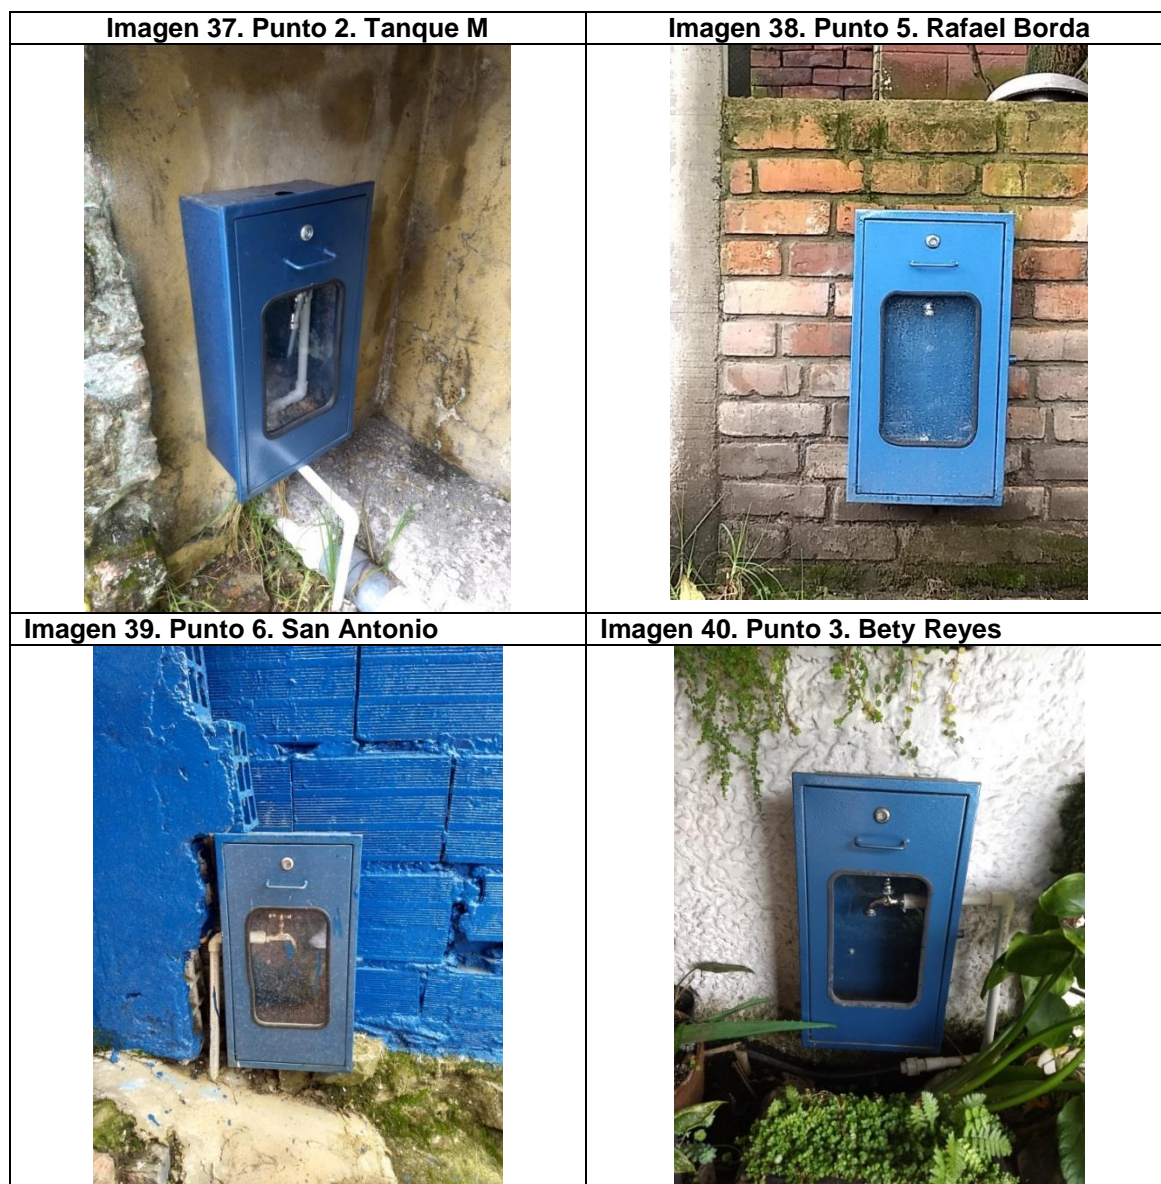 Imagen 37. Punto 2. Tanque M
Imagen 38. Punto 5. Rafael Borda
Imagen 39. Punto 6. San Antonio
Imagen 40. Punto 3. Bety Reyes